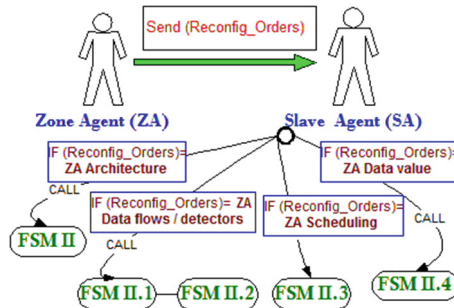 Send (Reconfig_Orders)
Zone Agent (ZA)
Slave Agent (SA)
IF (Reconfig_Orders)=
ZA Architecture
IF (Reconfig_Orders)=
ZA Data value
CALL
IF (Reconfig_Orders)= ZA
Data flows / detectors
IF (Reconfig_Orders)=
ZA Scheduling
CALL
FSM II
CALL
FSM II.1
FSM II.2
FSM II.3
FSM II.4